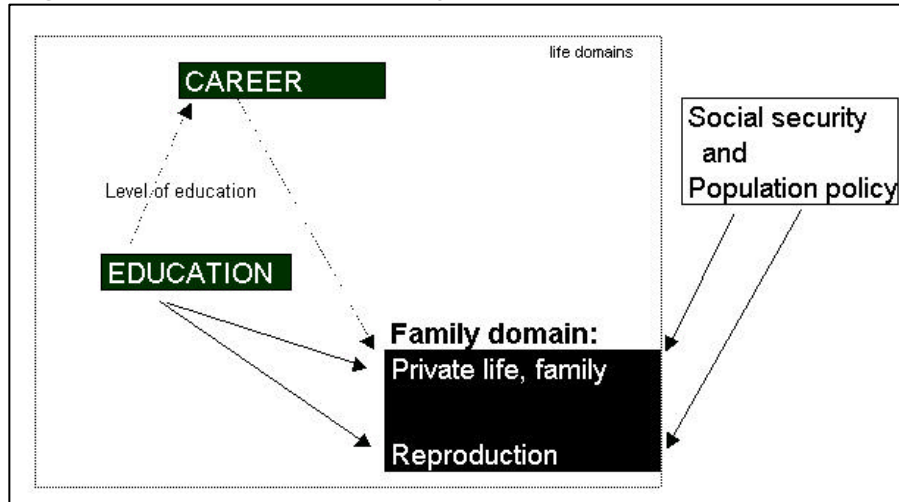 life domains
CAREER
Social security
and
Population policy
Level of education
EDUCATION
Family domain:
Private life, family
Reproduction